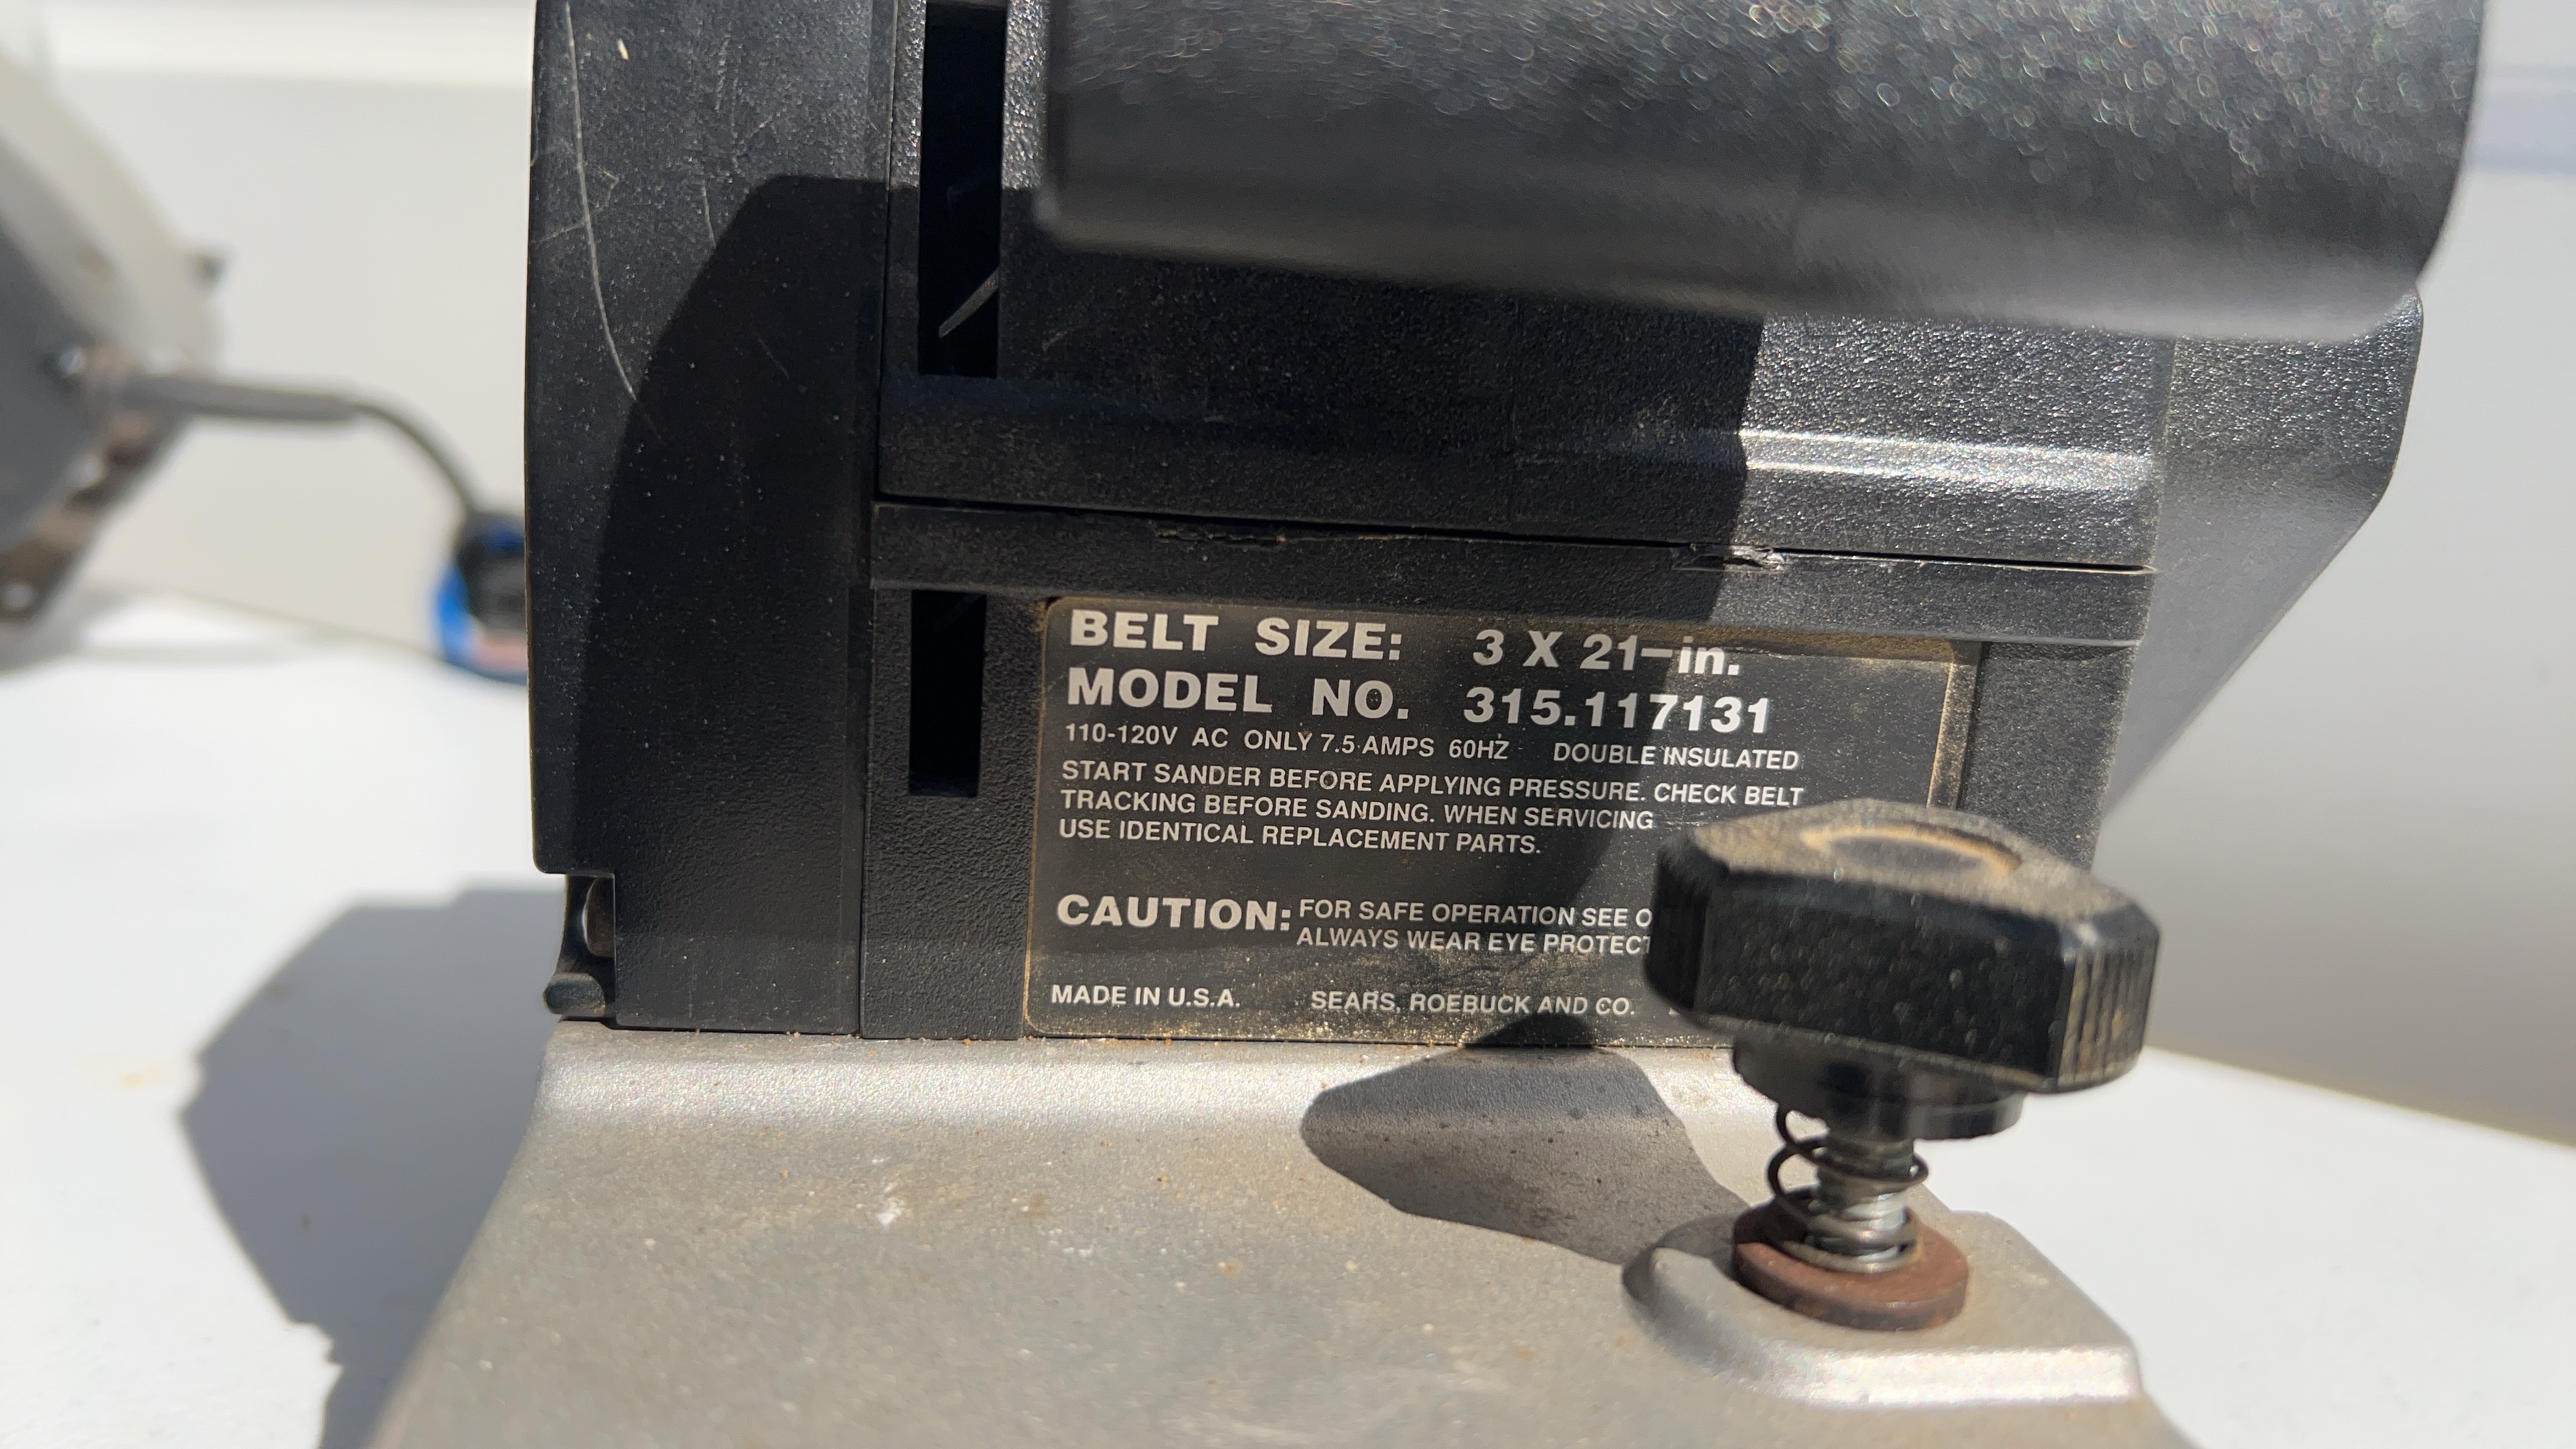 BELT SIZE: 3 X 21-in.
MODEL NO. 315.117131
110-120V AC ONLY 7.5 AMPS 60HZ DOUBLE INSULATED
START SANDER BEFORE APPLYING PRESSURE. CHECK BELT
TRACKING BEFORE SANDING. WHEN SERVICING
USE IDENTICAL REPLACEMENT PARTS.
CAUTION: FOR SAFE OPERATION SEE
ALWAYS WEAR EYE
MADE IN U.S.A. SEARS, ROEBUCK AND CO.